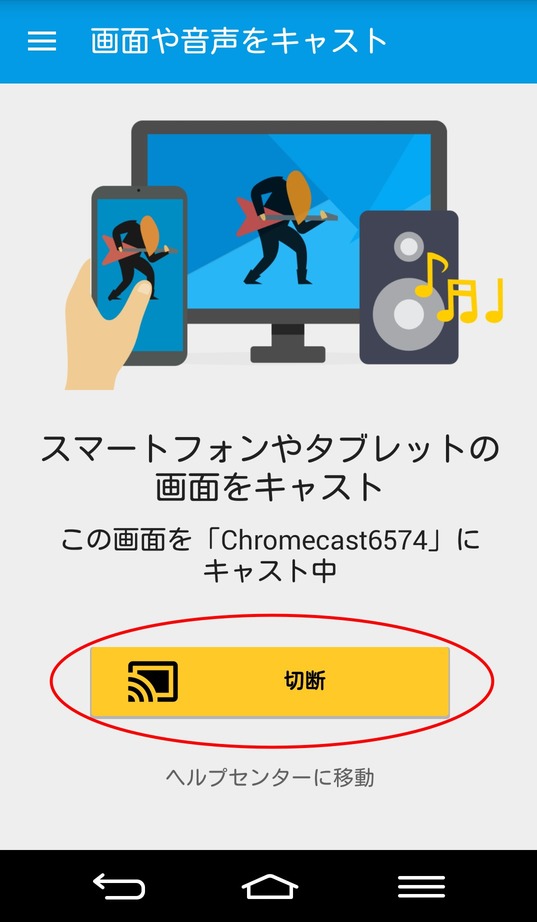 画面や音声をキャスト
スマートフォンやタブレットの
画面をキャスト
この画面を「Chromecast6574」に
キャスト中
切断
ヘルプセンターに移動